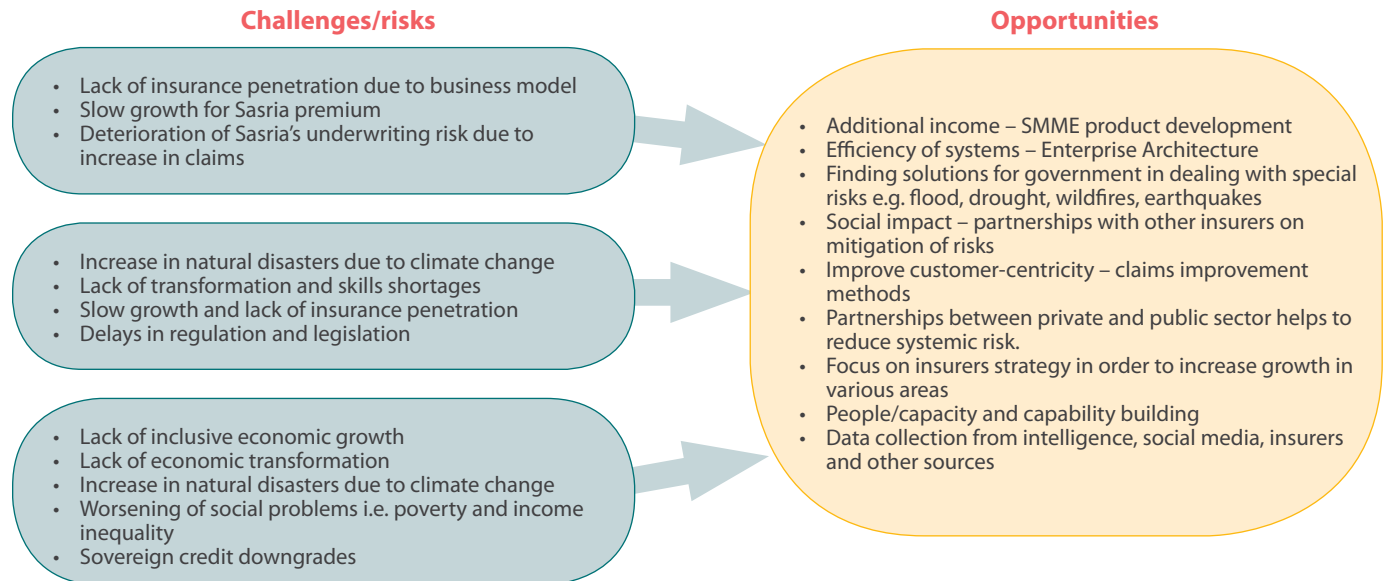 Challenges/risks
• Lack of insurance penetration due to business model
• Slow growth for Sasria premium
• Deterioration of Sasria’s underwriting risk due to
increase in claims
• Increase in natural disasters due to climate change
• Lack of transformation and skills shortages
• Slow growth and lack of insurance penetration
• Delays in regulation and legislation
• Lack of inclusive economic growth
• Lack of economic transformation
• Increase in natural disasters due to climate change
• Worsening of social problems i.e. poverty and income
inequality
• Sovereign credit downgrades
Opportunities
• Additional income – SMME product development
• Efficiency of systems – Enterprise Architecture
• Finding solutions for government in dealing with special
risks e.g. flood, drought, wildfires, earthquakes
• Social impact – partnerships with other insurers on
mitigation of risks
• Improve customer-centricity – claims improvement
methods
• Partnerships between private and public sector helps to
reduce systemic risk.
• Focus on insurers strategy in order to increase growth in
various areas
• People/capacity and capability building
• Data collection from intelligence, social media, insurers
and other sources